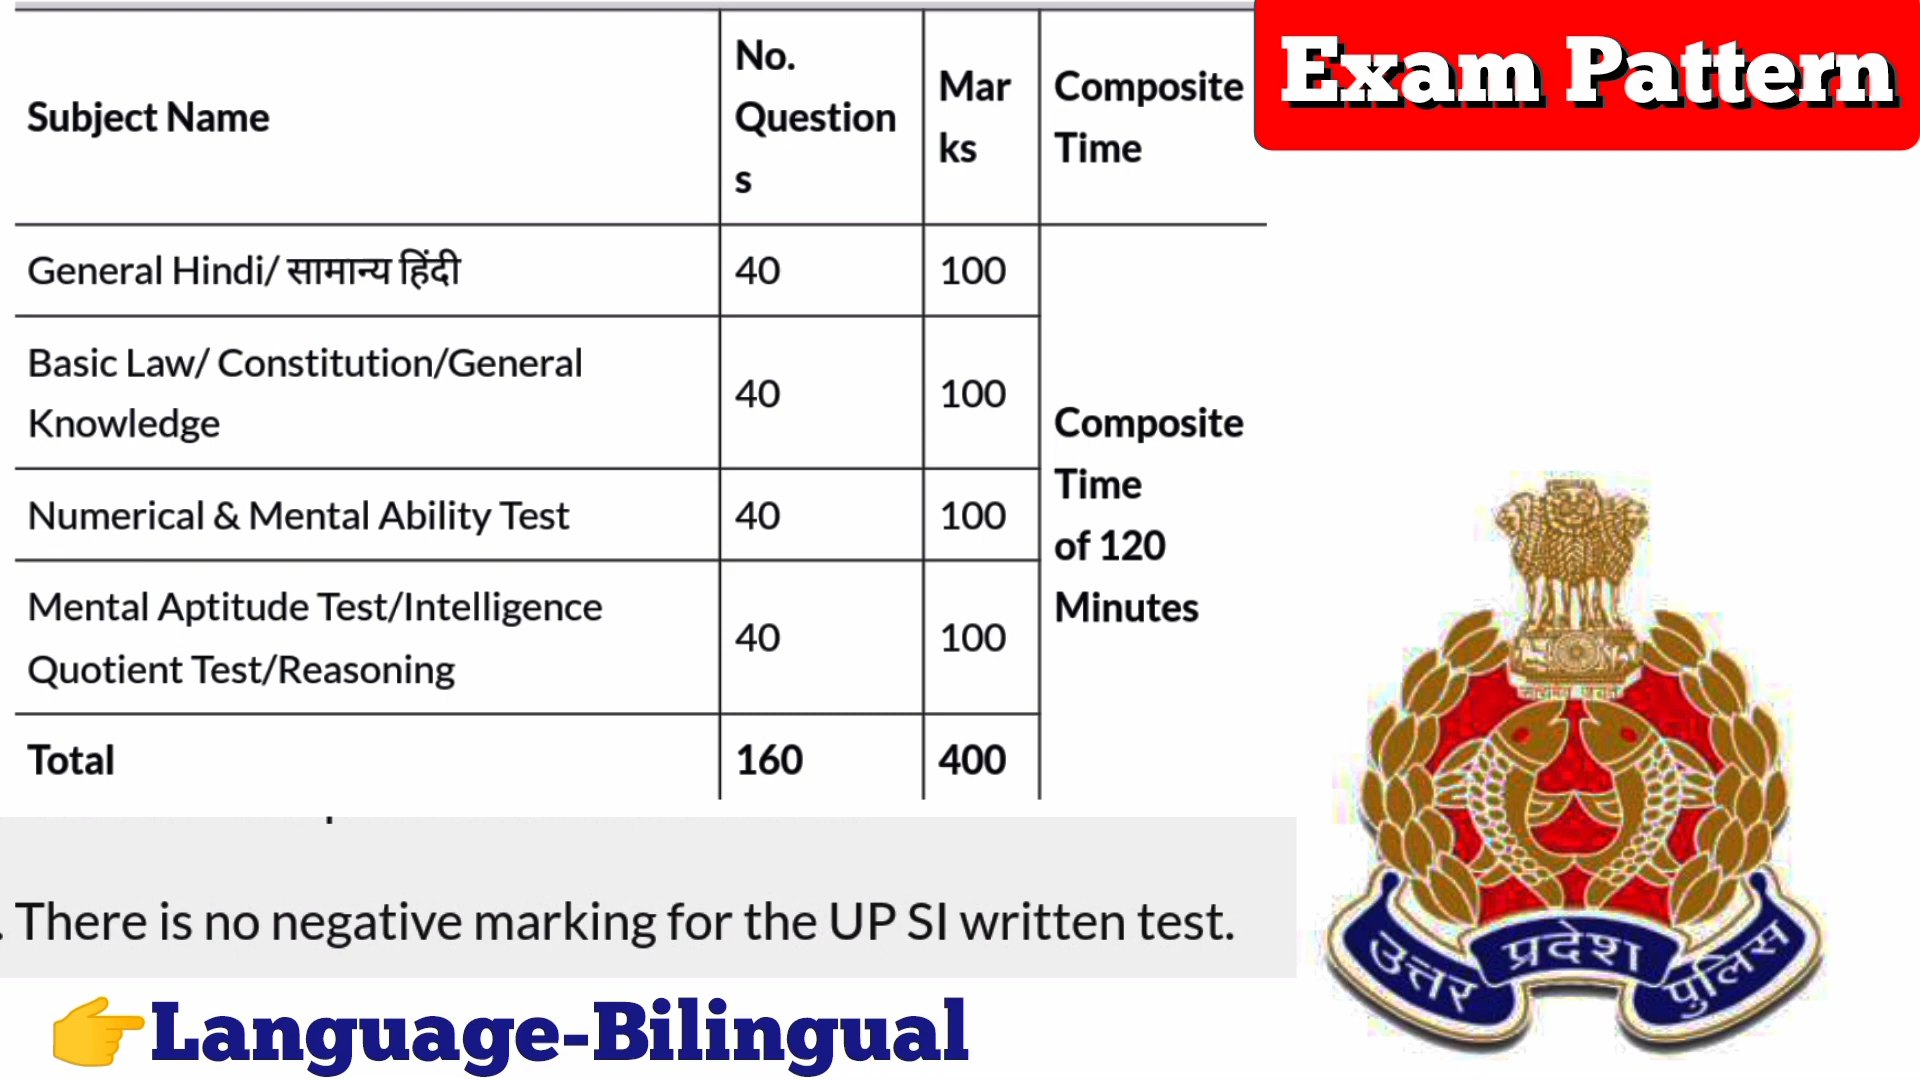 Exam Pattern
Subject Name
No.
Question
s
Mar
ks
Composite
Time
General Hindi/ सामान्य हिंदी
40
100
Basic Law/ Constitution/General
Knowledge
40
100
Numerical & Mental Ability Test
40
100
Mental Aptitude Test/Intelligence
Quotient Test/Reasoning
40
100
Composite
Time
of 120
Minutes
Total
160
400
. There is no negative marking for the UP SI written test.
👉Language-Bilingual
सत्यमेव जयते
उत्तर प्रदेश पुलिस